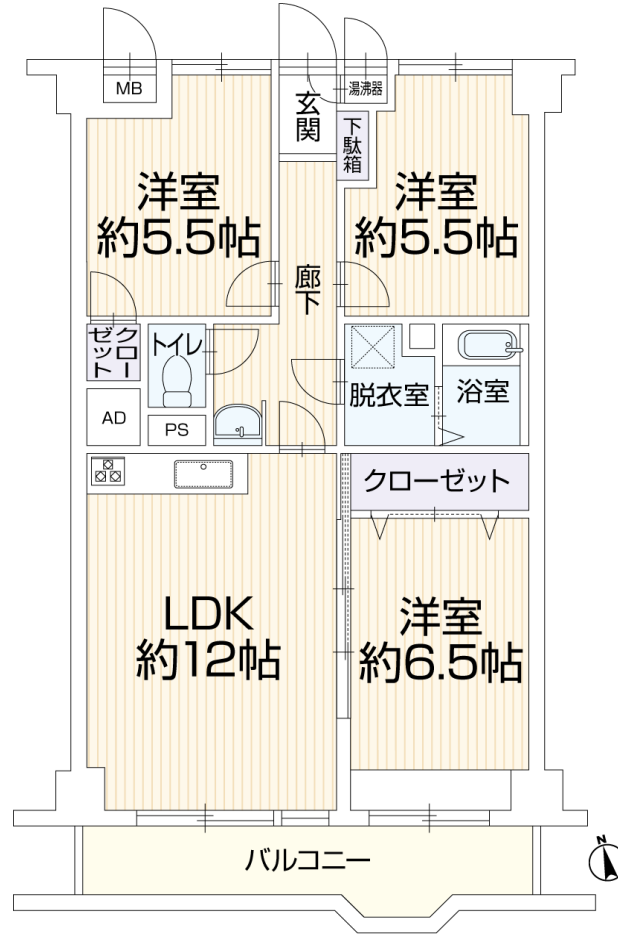 MB
湯沸器
玄関
下駄箱
洋室
約5.5帖
洋室
約5.5帖
廊下
クローゼット
トイレ
脱衣室
浴室
AD
PS
クローゼット
LDK
約12帖
洋室
約6.5帖
バルコニー
N